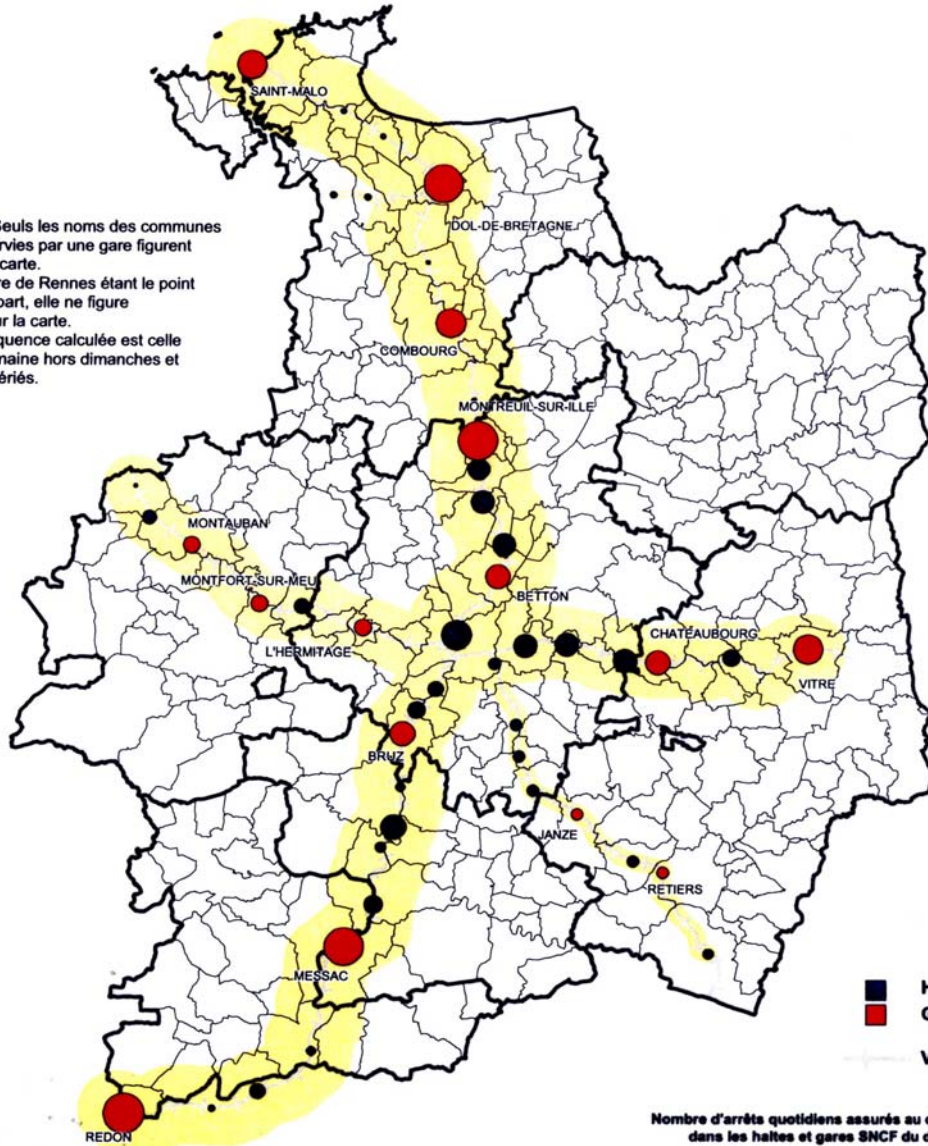 SAINT-MALO
Seuls les noms des communes
rvies par une gare figurent
carte.
re de Rennes étant le point
part, elle ne figure
ur la carte.
quence calculée est celle
maine hors dimanches et
ériés.
DOL-DE-BRETAGNE
COMBOURG
MONTREUIL-SUR-ILLE
MONTAUBAN
MONTFORT-SUR-MEU
BETTON
L'HERMITAGE
CHATEAUBOURG
VITRE
BRUZ
JANZE
RETIERS
MESSAC
H
V
Nombre d'arrêts quotidiens assurés au d
dans les haltes et gares SNCF du d
REDON